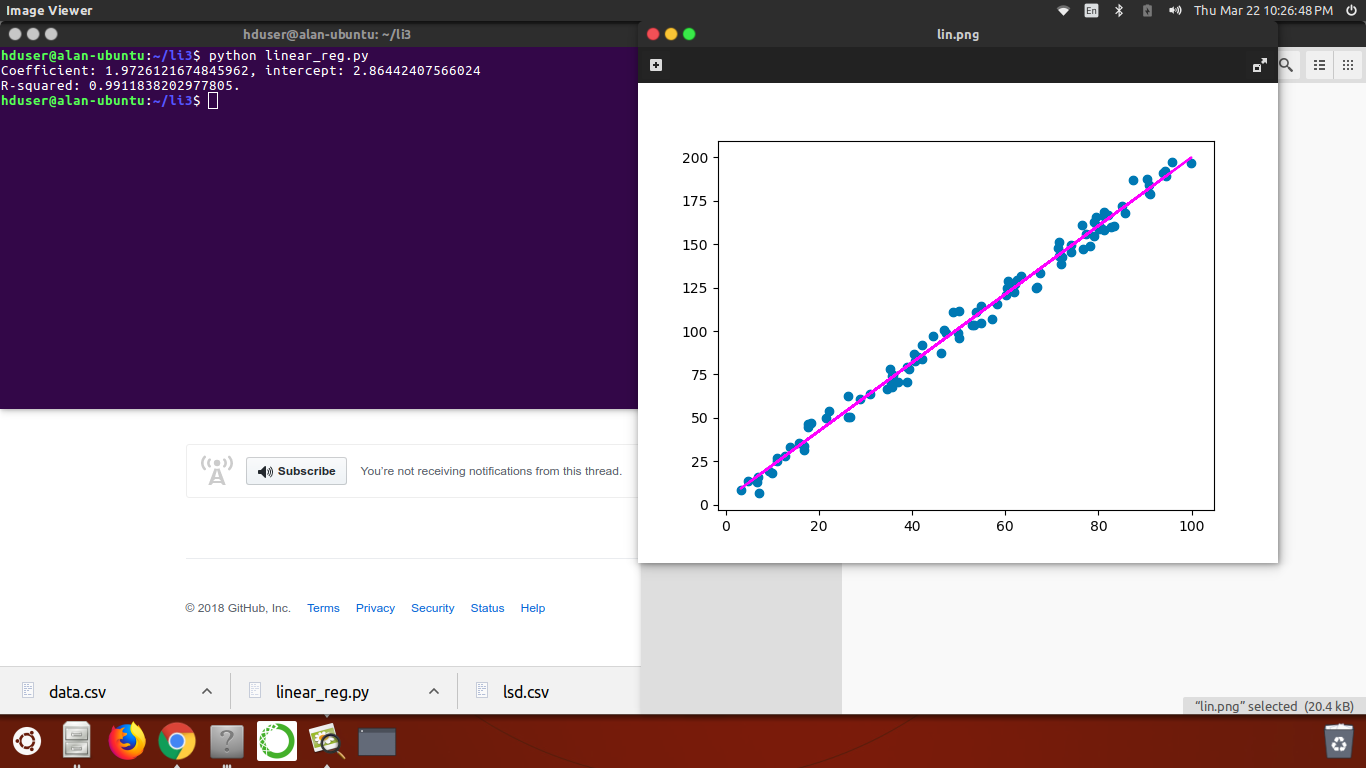 Image Viewer
En
Thu Mar 22 10:26:48 PM
hduser@alan-ubuntu: ~/li3
hduser@alan-ubuntu:~/li3$ python linear_reg.py
Coefficient: 1.9726121674845962, intercept: 2.86442407566024
R-squared: 0.9911838202977805.
hduser@alan-ubuntu:~/li3$
lin.png
200
175
150
125
100
75
50
25
0
0 20 40 60 80 100
Subscribe You're not receiving notifications from this thread.
© 2018 GitHub, Inc. Terms Privacy Security Status Help
data.csv linear_reg.py lsd.csv
“lin.png” selected (20.4 kB)